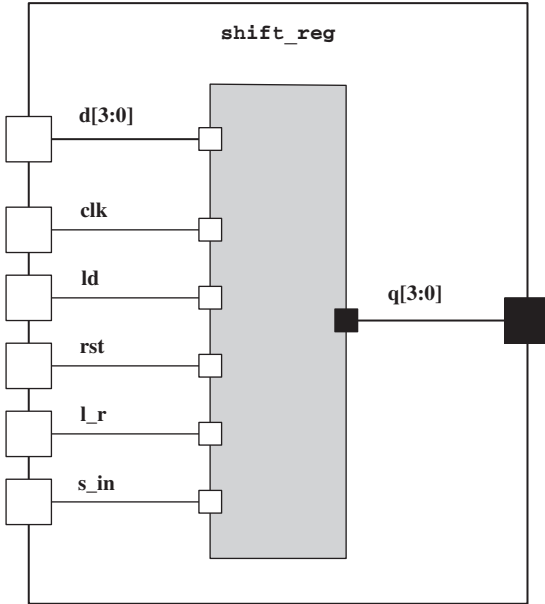 shift_reg
d[3:0]
clk
ld
q[3:0]
rst
l_r
s_in